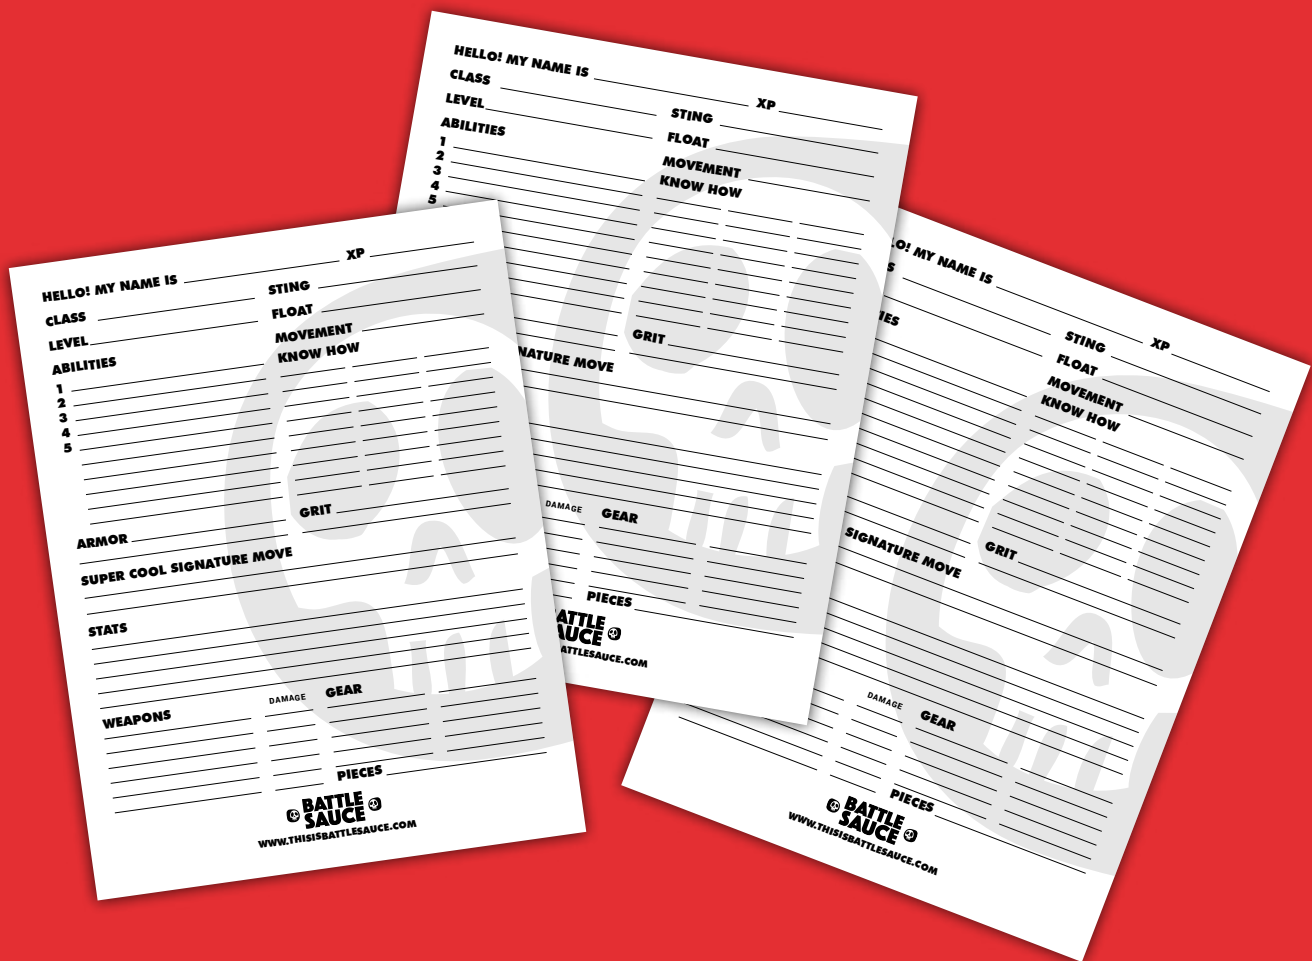 HELLO! MY NAME IS
XP
CLASS
STING
LEVEL
FLOAT
ABILITIES
MOVEMENT
KNOW HOW
1
2
3
4
5
ARMOR
GRIT
SUPER COOL SIGNATURE MOVE
STATS
WEAPONS
DAMAGE
GEAR
PIECES
BATTLE
SAUCE
WWW.THISISBATTLESAUCE.COM
HELLO! MY NAME IS
XP
CLASS
STING
LEVEL
FLOAT
ABILITIES
MOVEMENT
KNOW HOW
1
2
3
4
5
GRIT
NATURE MOVE
DAMAGE
GEAR
PIECES
ATTLE
AUCE
ATTLESAUCE.COM
LO! MY NAME IS
XP
S
STING
FLOAT
IES
MOVEMENT
KNOW HOW
GRIT
SIGNATURE MOVE
DAMAGE
GEAR
PIECES
BATTLE
SAUCE
WWW.THISISBATTLESAUCE.COM